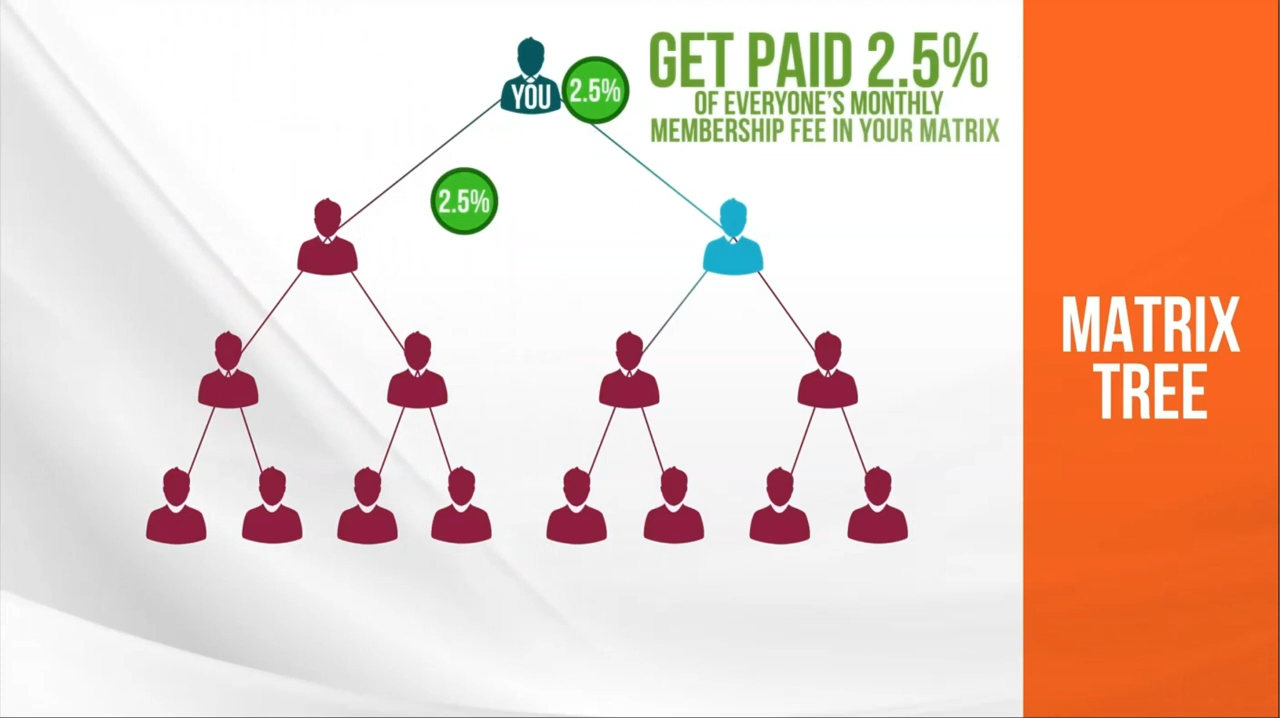 GET PAID 2.5%
OF EVERYONE'S MONTHLY
MEMBERSHIP FEE IN YOUR MATRIX
YOU
2.5%
2.5%
MATRIX
TREE